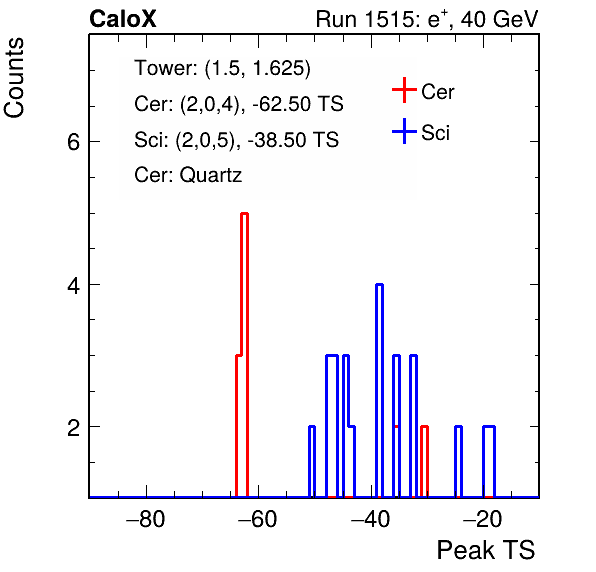 CaloX Run 1515: e⁺, 40 GeV
Counts
Tower: (1.5, 1.625)
Cer: (2,0,4), -62.50 TS
Sci: (2,0,5), -38.50 TS
Cer: Quartz
Cer
Sci
6
4
2
−80 −60 −40 −20
Peak TS